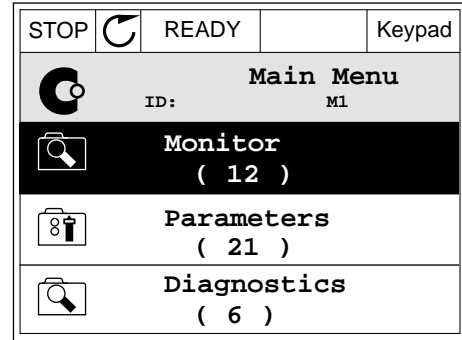 STOP READY Keypad
Main Menu
ID: M1
Monitor
( 12 )
Parameters
( 21 )
Diagnostics
( 6 )